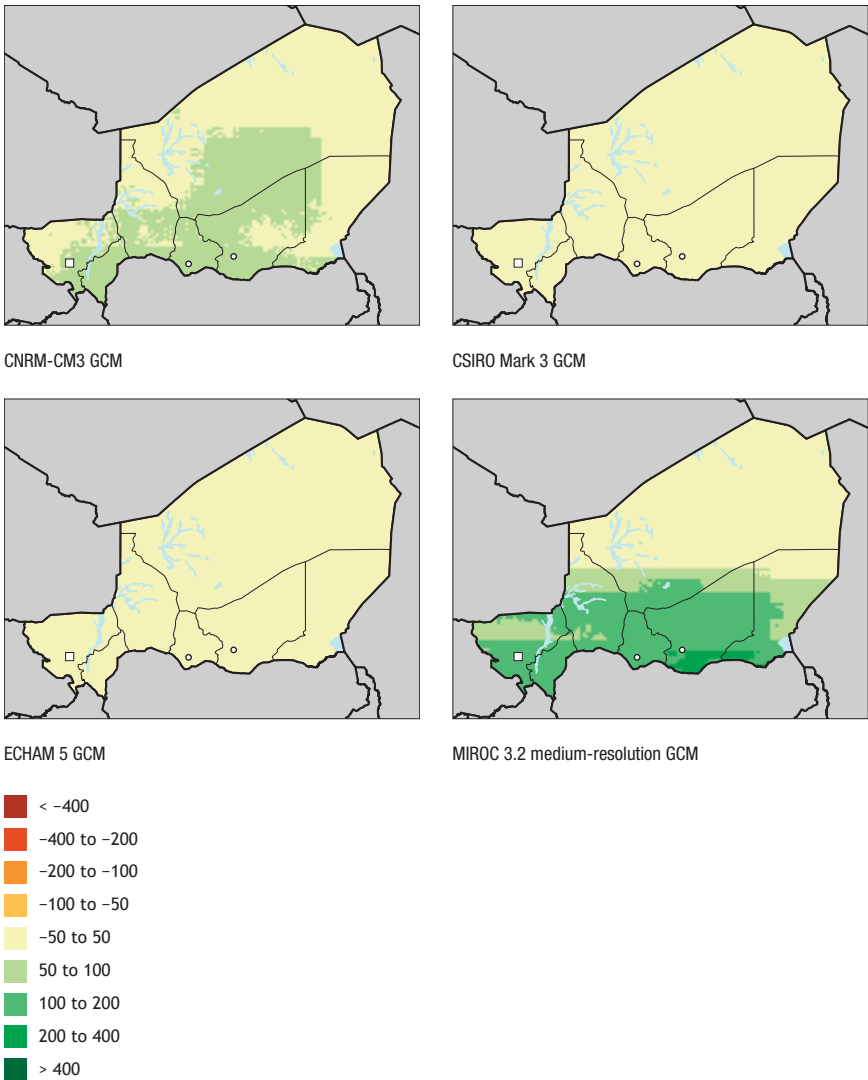 CNRM-CM3 GCM
CSIRO Mark 3 GCM
ECHAM 5 GCM
MIROC 3.2 medium-resolution GCM
< −400
−400 to −200
−200 to −100
−100 to −50
−50 to 50
50 to 100
100 to 200
200 to 400
> 400